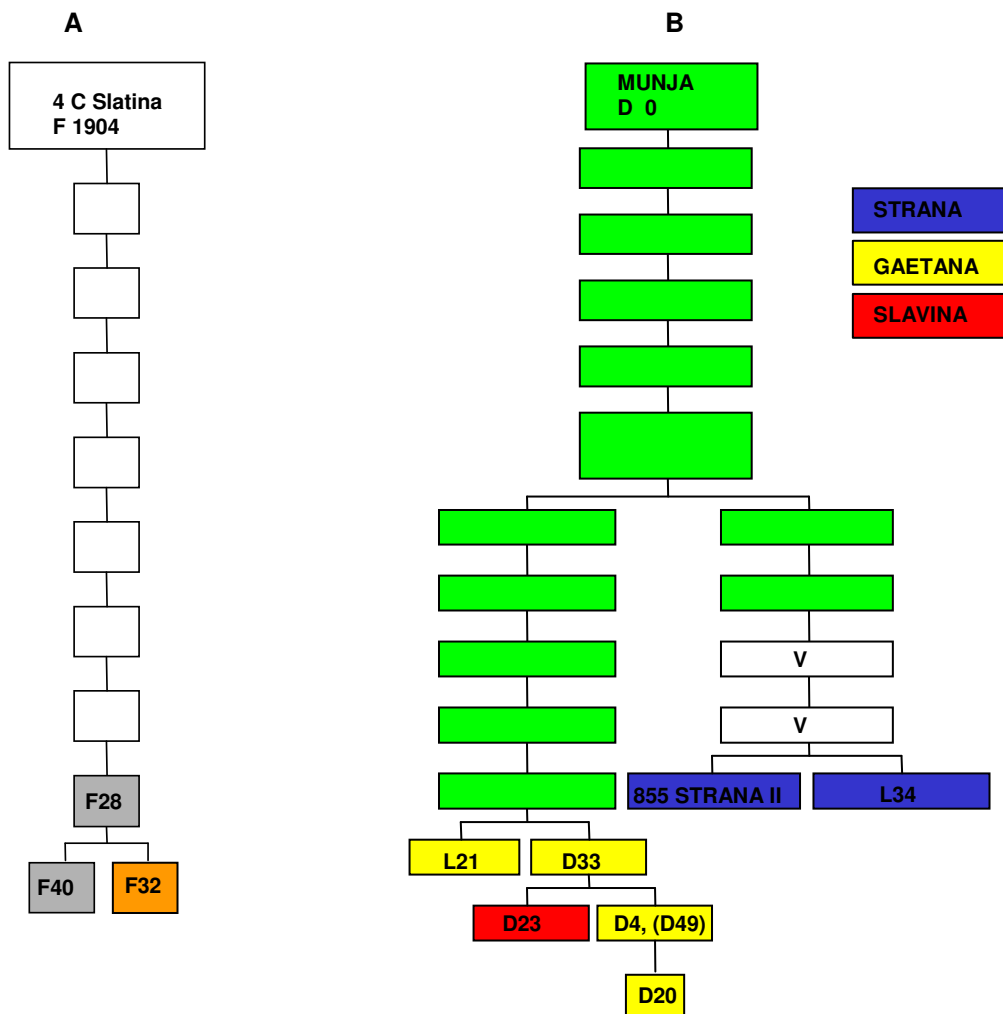 A
B
4 C Slatina
F 1904
MUNJA
D 0
STRANA
GAETANA
SLAVINA
V
V
F28
855 STRANA II
L34
F40
F32
L21
D33
D23
D4, (D49)
D20